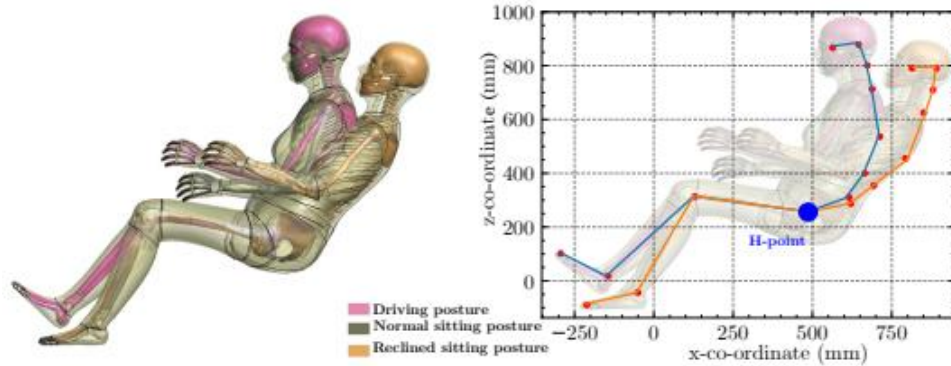 Driving posture
Normal sitting posture
Reclined sitting posture
1000
800
600
400
200
0
z-co-ordinate (mm)
H-point
−250
0
250
500
750
x-co-ordinate (mm)